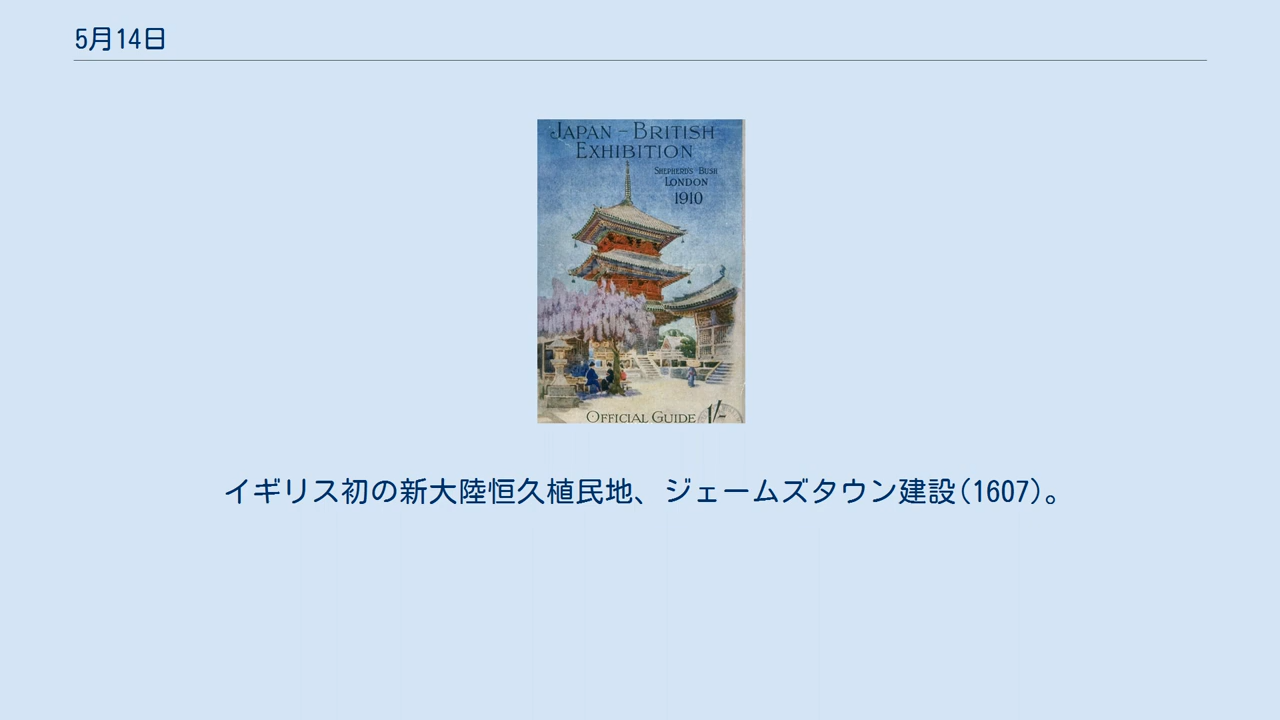 5月14日
JAPAN – BRITISH
EXHIBITION
SHEPHERD'S BUSH
LONDON
1910
OFFICIAL GUIDE 1/-
イギリス初の新大陸恒久植民地、ジェームズタウン建設(1607)。